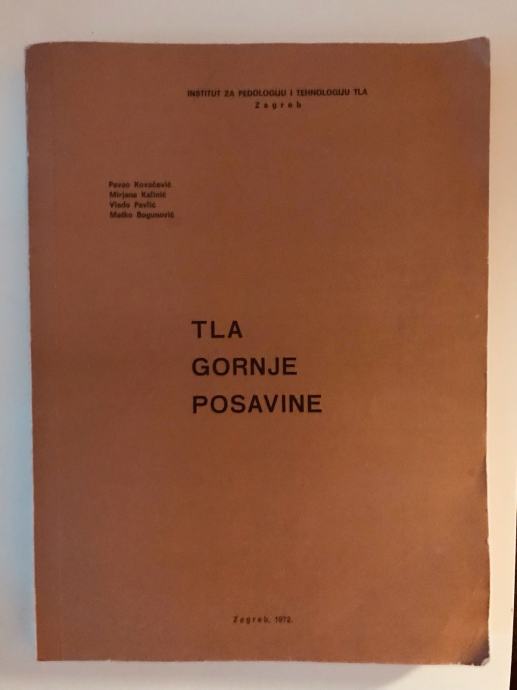 INSTITUT ZA PEDOLOGIJU I TEHNOLOGIJU TLA
Zagreb
Pavao Kovačević
Mirjana Kalinić
Vlado Pavlić
Matko Bogunović
TLA
GORNJE
POSAVINE
Zagreb, 1972.